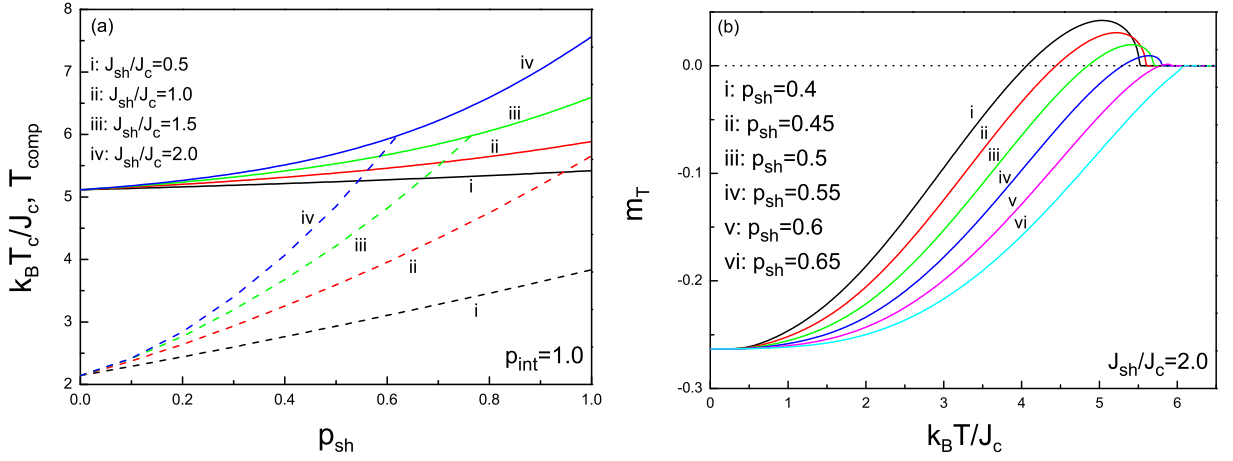 (a)
i: J_sh/J_c=0.5
ii: J_sh/J_c=1.0
iii: J_sh/J_c=1.5
iv: J_sh/J_c=2.0
iv
iii
ii
i
iv
iii
ii
i
p_int=1.0
k_B T_c/J_c, T_comp
8
7
6
5
4
3
2
0.0 0.2 0.4 0.6 0.8 1.0
p_sh
(b)
i: p_sh=0.4
ii: p_sh=0.45
iii: p_sh=0.5
iv: p_sh=0.55
v: p_sh=0.6
vi: p_sh=0.65
i
ii
iii
iv
v
vi
J_sh/J_c=2.0
m_T
0.0
-0.1
-0.2
-0.3
0 1 2 3 4 5 6
k_B T/J_c